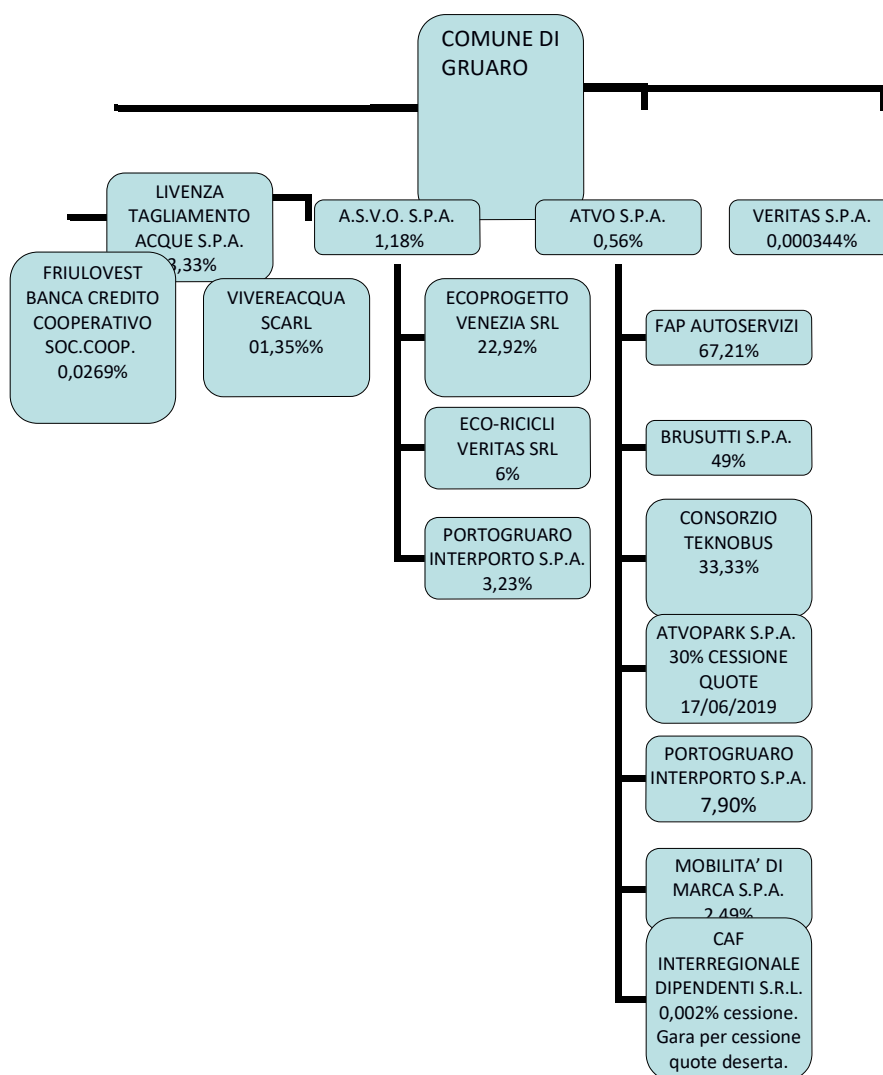 COMUNE DI
GRUARO
LIVENZA
TAGLIAMENTO
ACQUE S.P.A.
3,33%
A.S.V.O. S.P.A.
1,18%
ATVO S.P.A.
0,56%
VERITAS S.P.A.
0,000344%
FRIULOVEST
BANCA CREDITO
COOPERATIVO
SOC.COOP.
0,0269%
VIVEREACQUA
SCARL
01,35%%
ECOPROGETTO
VENEZIA SRL
22,92%
ECO-RICICLI
VERITAS SRL
6%
PORTOGRUARO
INTERPORTO S.P.A.
3,23%
FAP AUTOSERVIZI
67,21%
BRUSUTTI S.P.A.
49%
CONSORZIO
TEKNOBUS
33,33%
ATVOPARK S.P.A.
30% CESSIONE
QUOTE
17/06/2019
PORTOGRUARO
INTERPORTO S.P.A.
7,90%
MOBILITA’ DI
MARCA S.P.A.
2,49%
CAF
INTERREGIONALE
DIPENDENTI S.R.L.
0,002% cessione.
Gara per cessione
quote deserta.